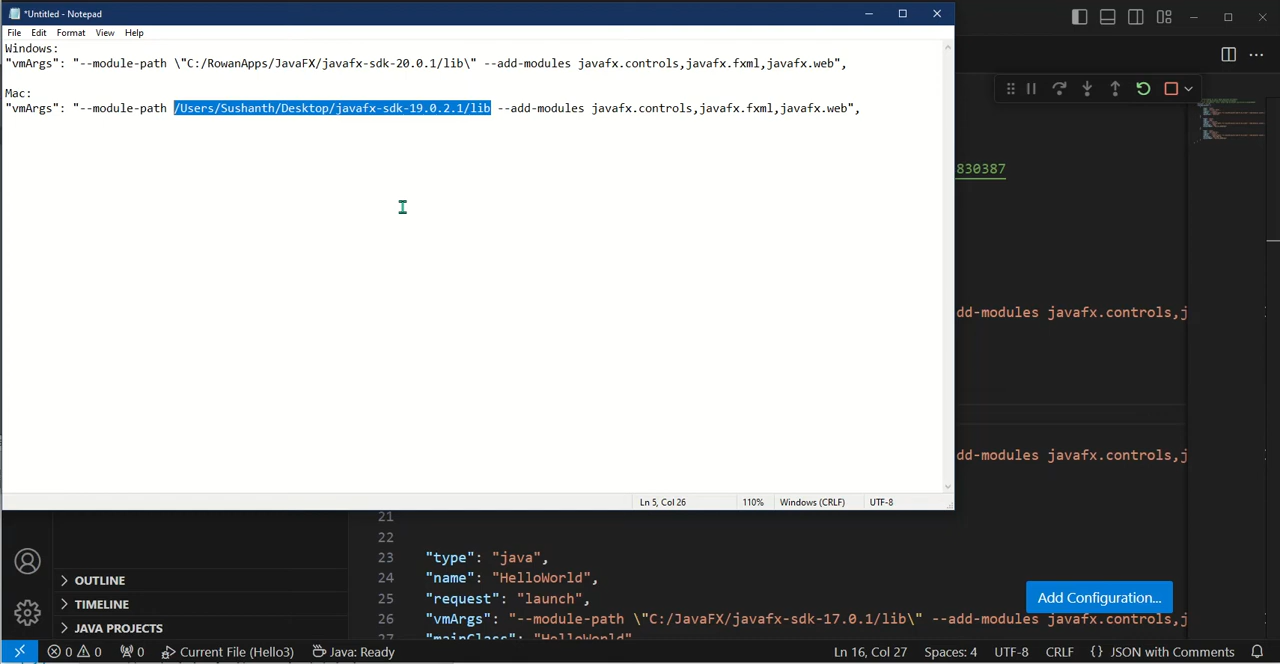 *Untitled - Notepad
File Edit Format View Help
Windows:
"vmArgs": "--module-path \"C:/RowanApps/JavaFX/javafx-sdk-20.0.1/lib\" --add-modules javafx.controls,javafx.fxml,javafx.web",
Mac:
"vmArgs": "--module-path /Users/Sushanth/Desktop/javafx-sdk-19.0.2.1/lib --add-modules javafx.controls,javafx.fxml,javafx.web",
830387
dd-modules javafx.controls,j
dd-modules javafx.controls,j
Ln 5, Col 26 110% Windows (CRLF) UTF-8
21
22
23 "type": "java",
24 "name": "HelloWorld",
25 "request": "launch",
26 "vmArgs": "--module-path \"C:/JavaFX/javafx-sdk-17.0.1/lib\" --add-modules javafx.controls,j
27 "mainClass": "HelloWorld"
OUTLINE
TIMELINE
JAVA PROJECTS
Add Configuration...
0 0 0 Current File (Hello3) Java: Ready Ln 16, Col 27 Spaces: 4 UTF-8 CRLF {} JSON with Comments